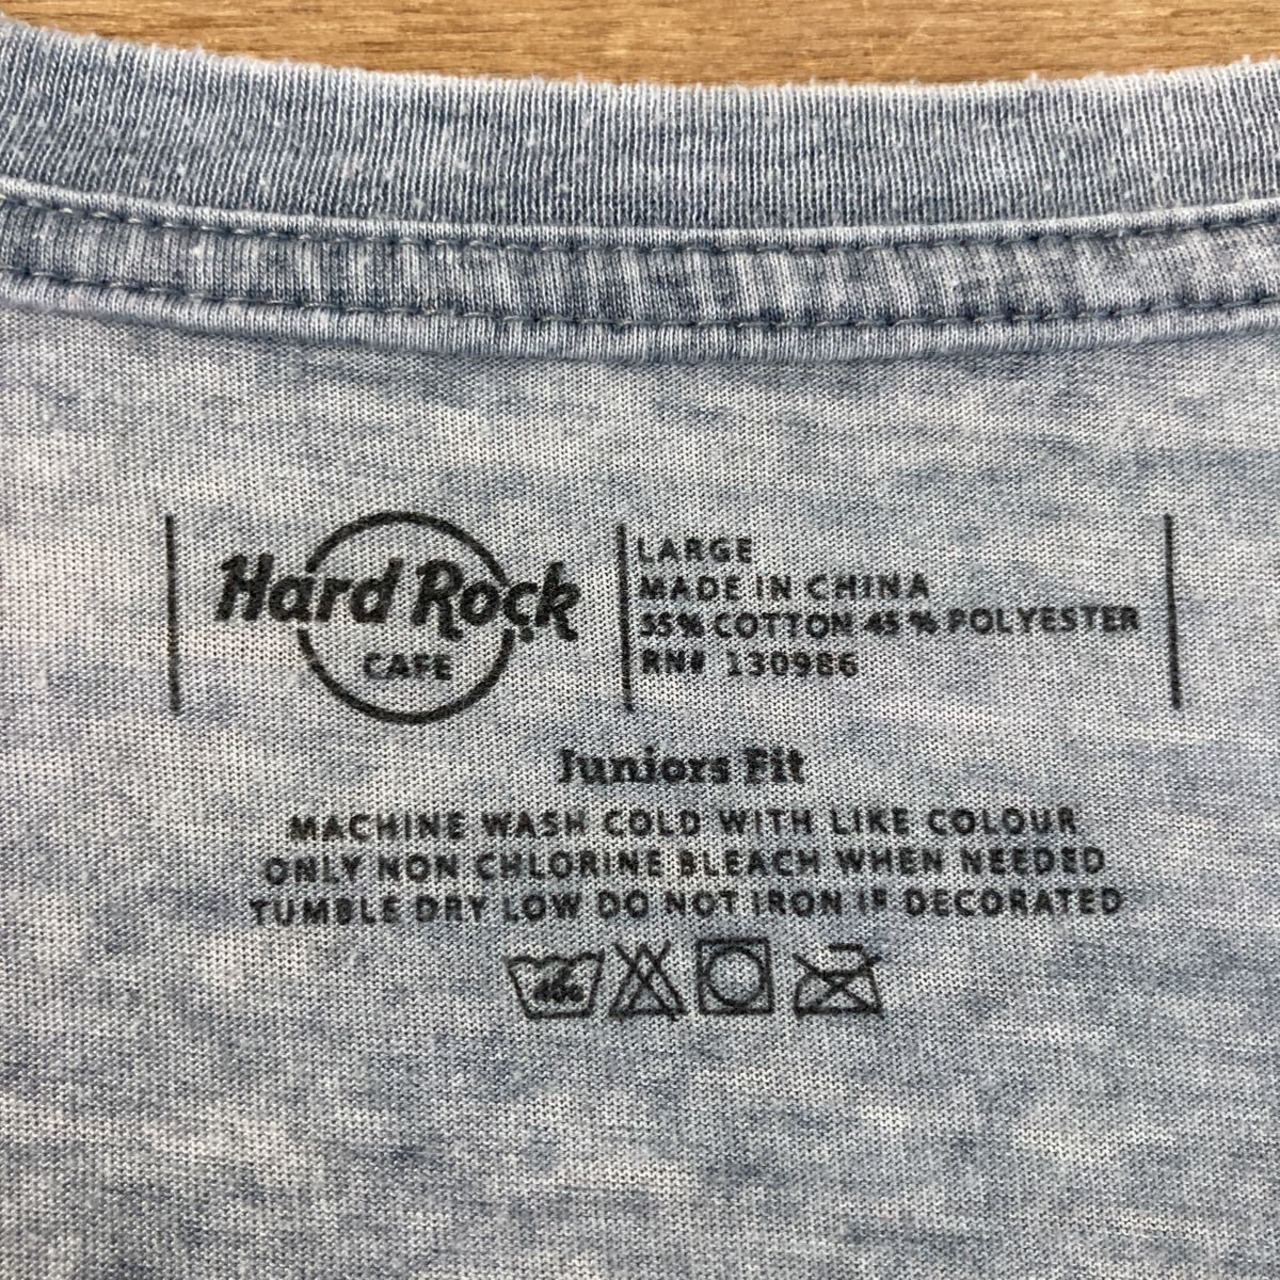 Hard Rock
CAFE
LARGE
MADE IN CHINA
55% COTTON 45% POLYESTER
RN# 130986
Juniors Fit
MACHINE WASH COLD WITH LIKE COLOUR
ONLY NON CHLORINE BLEACH WHEN NEEDED
TUMBLE DRY LOW DO NOT IRON IF DECORATED